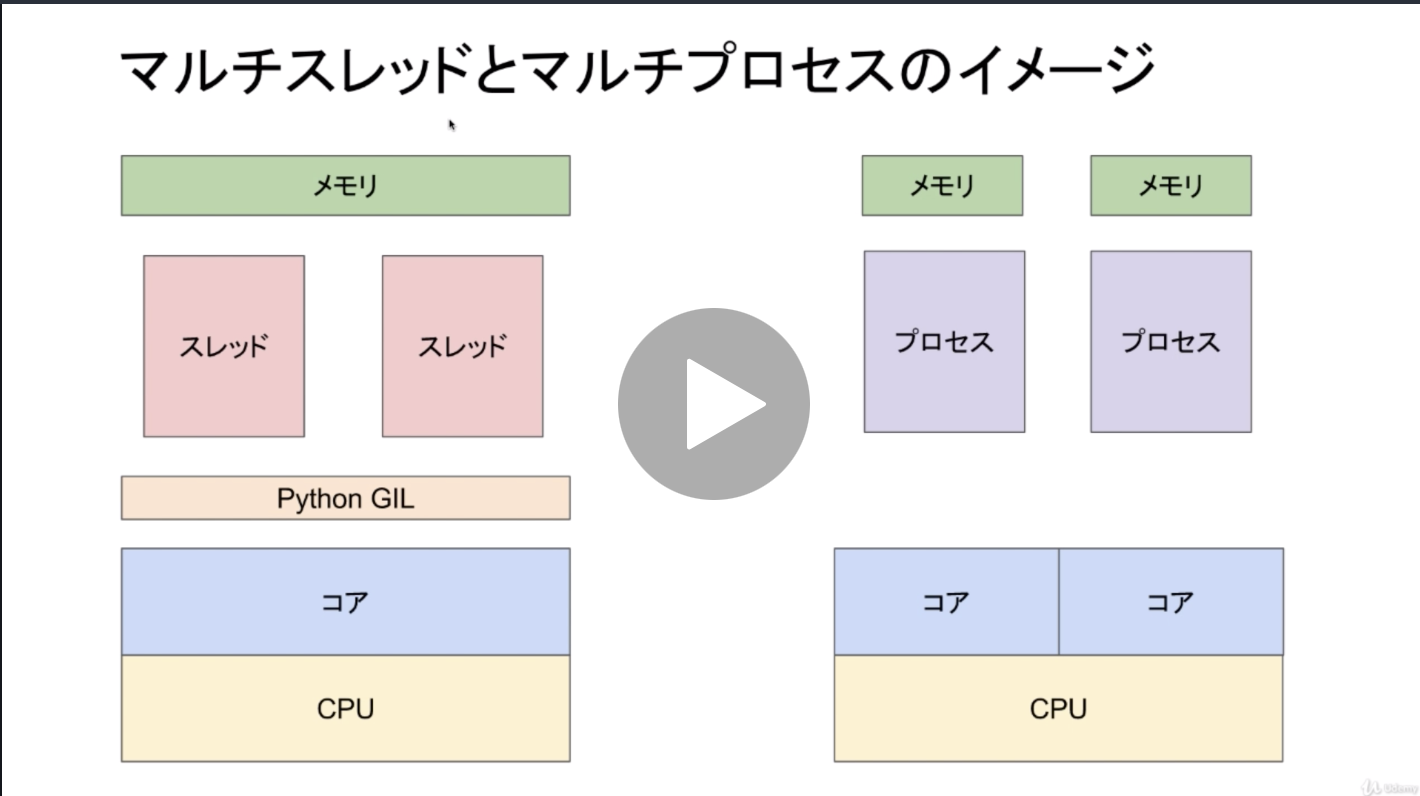 マルチスレッドとマルチプロセスのイメージ
メモリ
スレッド スレッド
Python GIL
コア
CPU
メモリ メモリ
プロセス プロセス
コア コア
CPU
Udemy